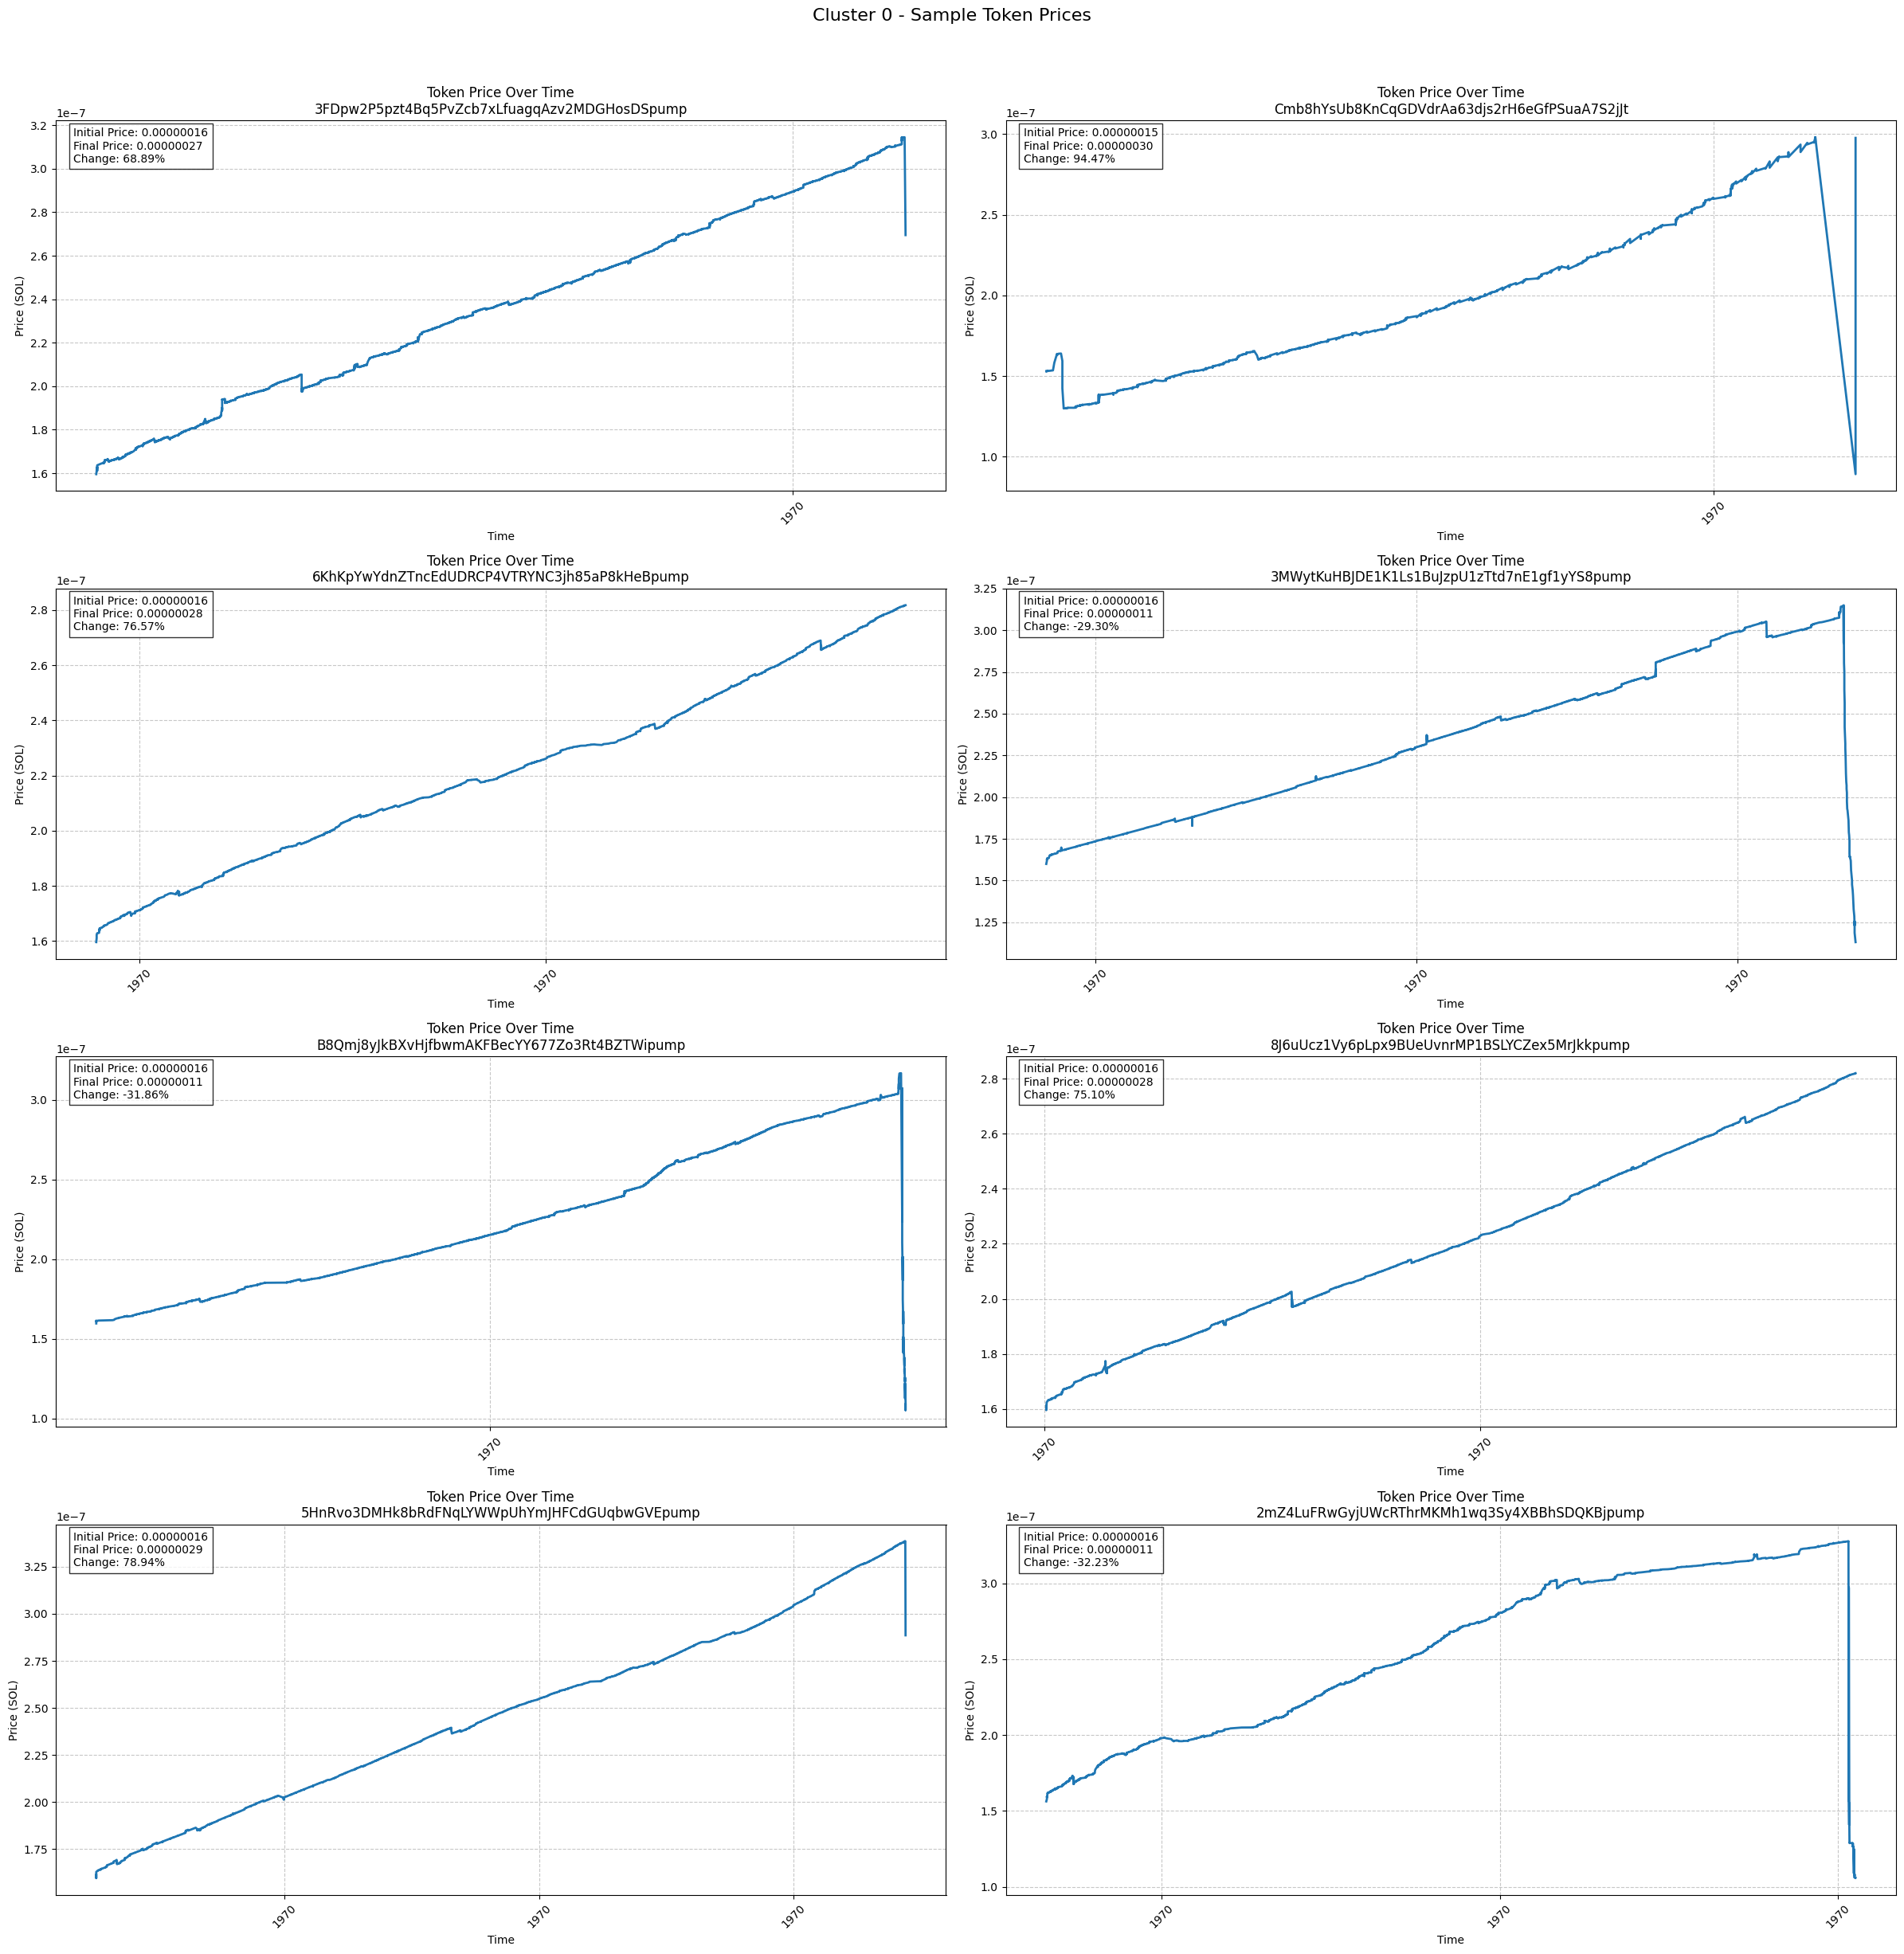 Cluster 0 - Sample Token Prices
Token Price Over Time
3FDpw2P5pzt4Bq5PvZcb7xLfuagqAzv2MDGHosDSpump
1e−7
Initial Price: 0.00000016
Final Price: 0.00000027
Change: 68.89%
3.2
3.0
2.8
2.6
2.4
2.2
2.0
1.8
1.6
Price (SOL)
1970
Time
Token Price Over Time
Cmb8hYsUb8KnCqGDVdrAa63djs2rH6eGfPSuaA7S2jJt
1e−7
Initial Price: 0.00000015
Final Price: 0.00000030
Change: 94.47%
3.0
2.5
2.0
1.5
1.0
Price (SOL)
1970
Time
Token Price Over Time
6KhKpYwYdnZTncEdUDRCP4VTRYNC3jh85aP8kHeBpump
1e−7
Initial Price: 0.00000016
Final Price: 0.00000028
Change: 76.57%
2.8
2.6
2.4
2.2
2.0
1.8
1.6
Price (SOL)
1970
1970
Time
Token Price Over Time
3MWytKuHBJDE1K1Ls1BuJzpU1zTtd7nE1gf1yYS8pump
1e−7
Initial Price: 0.00000016
Final Price: 0.00000011
Change: -29.30%
3.25
3.00
2.75
2.50
2.25
2.00
1.75
1.50
1.25
Price (SOL)
1970
1970
1970
Time
Token Price Over Time
B8Qmj8yJkBXvHjfbwmAKFBecYY677Zo3Rt4BZTWipump
1e−7
Initial Price: 0.00000016
Final Price: 0.00000011
Change: -31.86%
3.0
2.5
2.0
1.5
1.0
Price (SOL)
1970
Time
Token Price Over Time
8J6uUcz1Vy6pLpx9BUeUvnrMP1BSLYCZex5MrJkkpump
1e−7
Initial Price: 0.00000016
Final Price: 0.00000028
Change: 75.10%
2.8
2.6
2.4
2.2
2.0
1.8
1.6
Price (SOL)
1970
1970
Time
Token Price Over Time
5HnRvo3DMHk8bRdFNqLYWWpUhYmJHFCdGUqbwGVEpump
1e−7
Initial Price: 0.00000016
Final Price: 0.00000029
Change: 78.94%
3.25
3.00
2.75
2.50
2.25
2.00
1.75
Price (SOL)
1970
1970
1970
Time
Token Price Over Time
2mZ4LuFRwGyjUWcRThrMKMh1wq3Sy4XBBhSDQKBjpump
1e−7
Initial Price: 0.00000016
Final Price: 0.00000011
Change: -32.23%
3.0
2.5
2.0
1.5
1.0
Price (SOL)
1970
1970
1970
Time